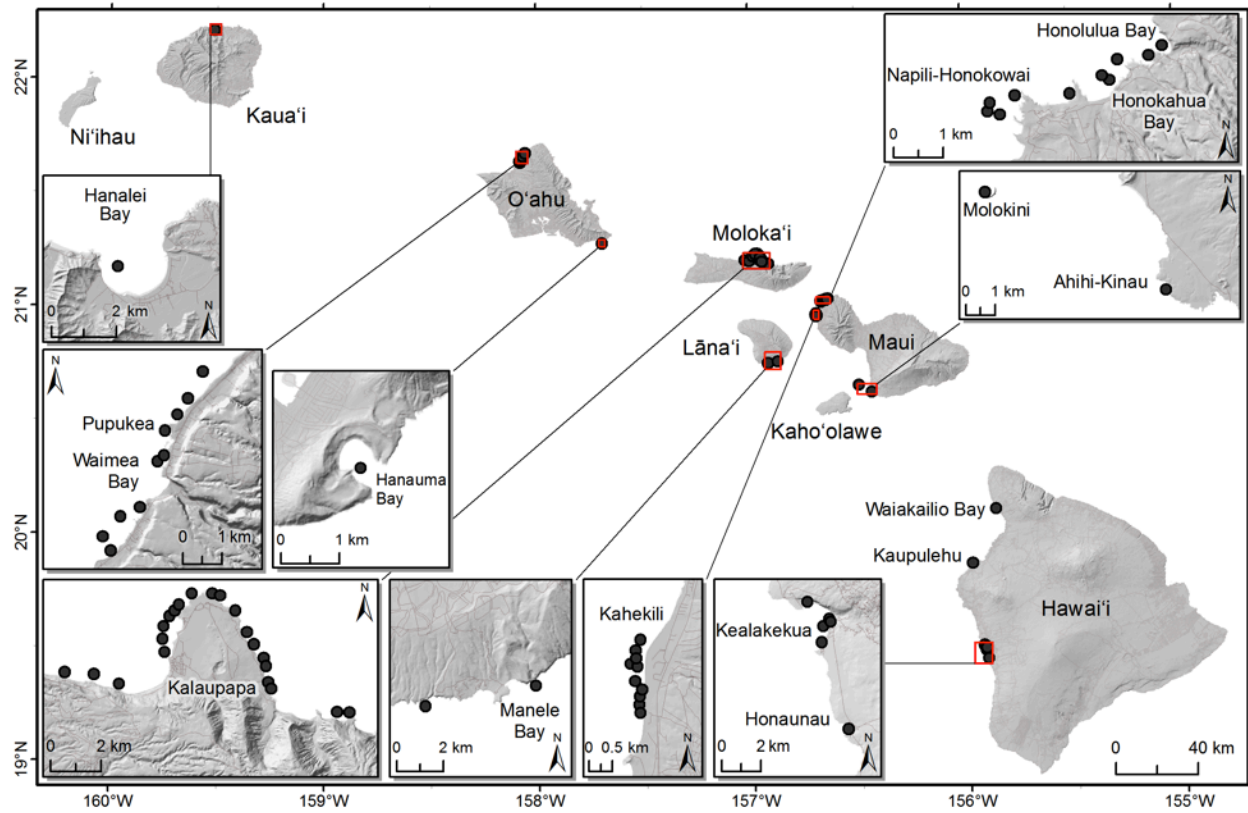 22°N
21°N
20°N
19°N
160°W
159°W
158°W
157°W
156°W
155°W
Ni‘ihau
Kaua‘i
O‘ahu
Moloka‘i
Lāna‘i
Maui
Kaho‘olawe
Hawai‘i
Waiakailio Bay
Kaupulehu
0 40 km
Hanalei
Bay
0 2 km
N
N
Pupukea
Waimea
Bay
0 1 km
Hanauma
Bay
0 1 km
N
Kalaupapa
0 2 km
Manele
Bay
0 2 km
N
Kahekili
0 0.5 km
N
Kealakekua
Honaunau
0 2 km
N
Honolulua Bay
Napili-Honokowai
Honokahua
Bay
0 1 km
N
Molokini
Ahihi-Kinau
0 1 km
N